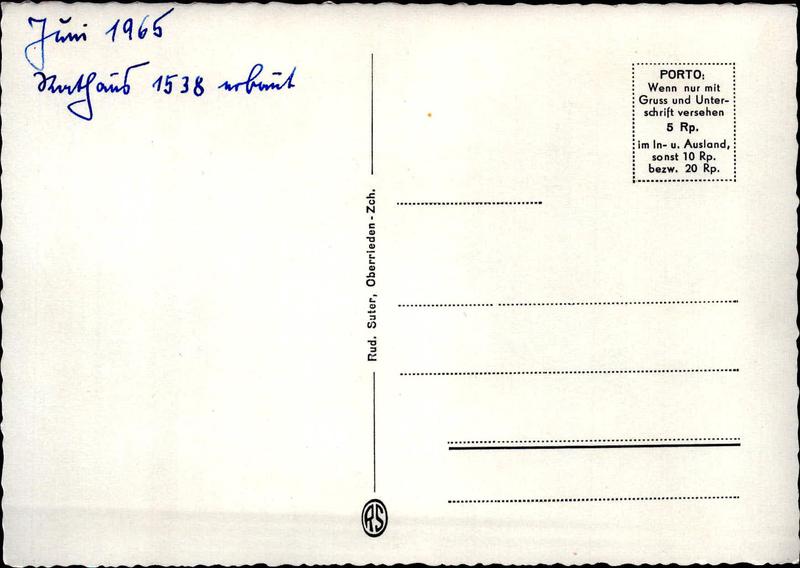 Juni 1965
Rathaus 1538 erbaut
PORTO:
Wenn nur mit
Gruss und Unter-
schrift versehen
5 Rp.
im In- u. Ausland,
sonst 10 Rp.
bezw. 20 Rp.
Rud. Suter, Oberrieden-Zch.
RS